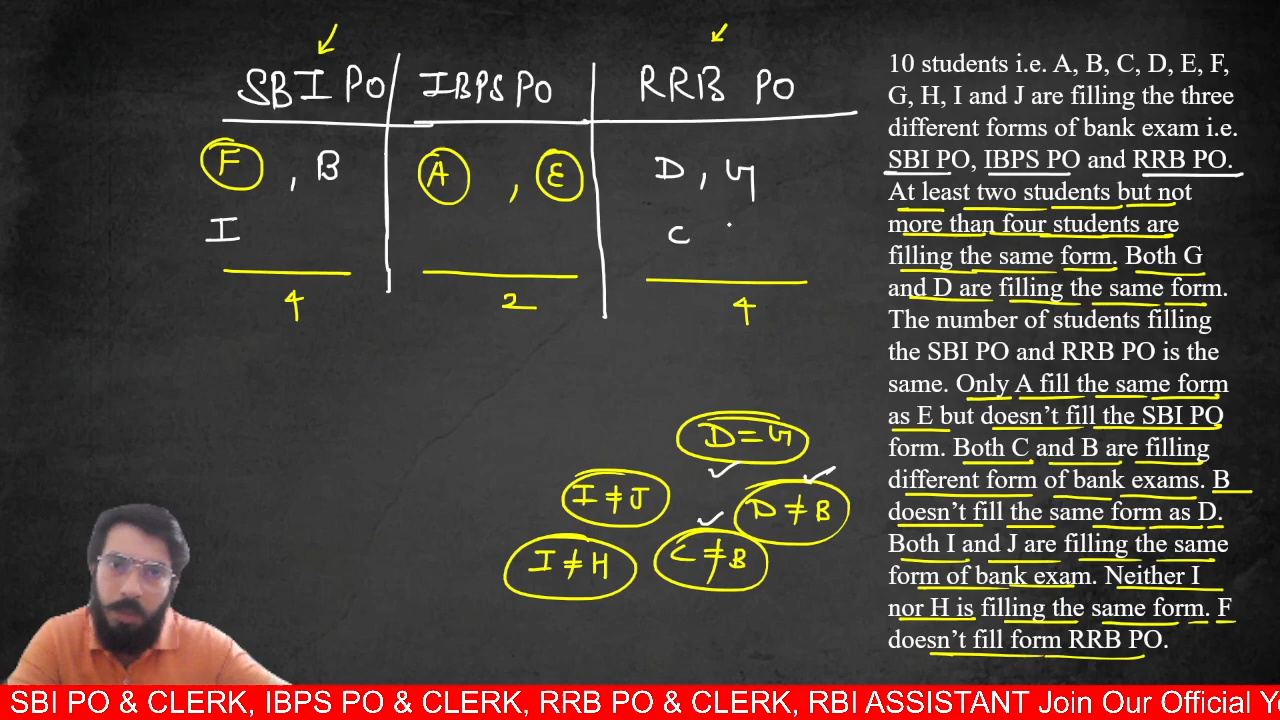 SBI PO IBPS PO RRB PO
F , B A , E D , G
I C
4 2 4
D = G
I ≠ J D ≠ B
I ≠ H C ≠ B
10 students i.e. A, B, C, D, E, F,
G, H, I and J are filling the three
different forms of bank exam i.e.
SBI PO, IBPS PO and RRB PO.
At least two students but not
more than four students are
filling the same form. Both G
and D are filling the same form.
The number of students filling
the SBI PO and RRB PO is the
same. Only A fill the same form
as E but doesn’t fill the SBI PO
form. Both C and B are filling
different form of bank exams. B
doesn’t fill the same form as D.
Both I and J are filling the same
form of bank exam. Neither I
nor H is filling the same form. F
doesn’t fill form RRB PO.
SBI PO & CLERK, IBPS PO & CLERK, RRB PO & CLERK, RBI ASSISTANT Join Our Official